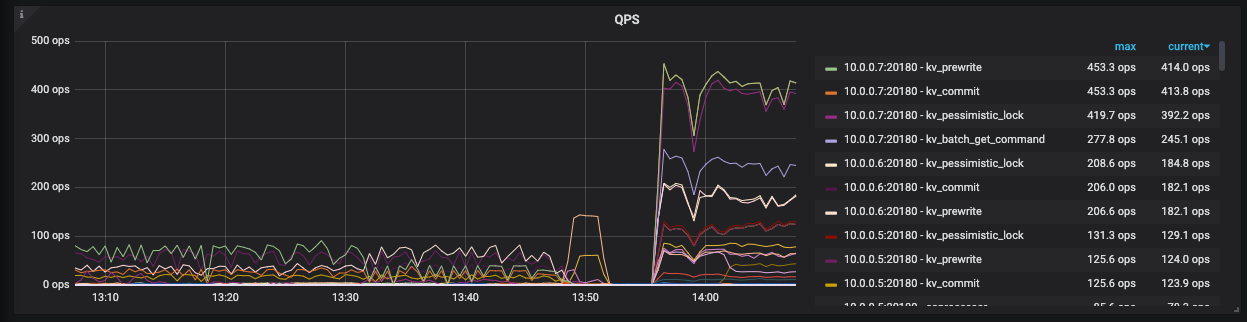 i
QPS
500 ops
400 ops
300 ops
200 ops
100 ops
0 ops
13:10 13:20 13:30 13:40 13:50 14:00
max current
10.0.0.7:20180 - kv_prewrite 453.3 ops 414.0 ops
10.0.0.7:20180 - kv_commit 453.3 ops 413.8 ops
10.0.0.7:20180 - kv_pessimistic_lock 419.7 ops 392.2 ops
10.0.0.7:20180 - kv_batch_get_command 277.8 ops 245.1 ops
10.0.0.6:20180 - kv_pessimistic_lock 208.6 ops 184.8 ops
10.0.0.6:20180 - kv_commit 206.0 ops 182.1 ops
10.0.0.6:20180 - kv_prewrite 206.6 ops 182.1 ops
10.0.0.5:20180 - kv_pessimistic_lock 131.3 ops 129.1 ops
10.0.0.5:20180 - kv_prewrite 125.6 ops 124.0 ops
10.0.0.5:20180 - kv_commit 125.6 ops 123.9 ops